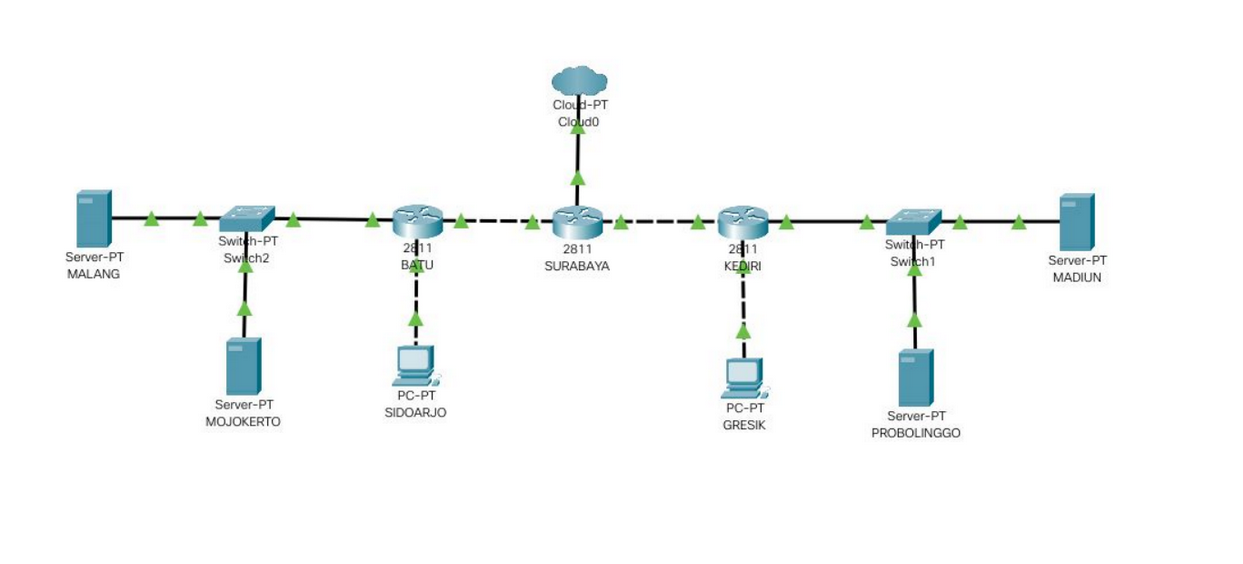 Cloud-PT
Cloud0
Server-PT
MALANG
Switch-PT
Switch2
2811
BATU
2811
SURABAYA
2811
KEDIRI
Switch-PT
Switch1
Server-PT
MADIUN
Server-PT
MOJOKERTO
PC-PT
SIDOARJO
PC-PT
GRESIK
Server-PT
PROBOLINGGO